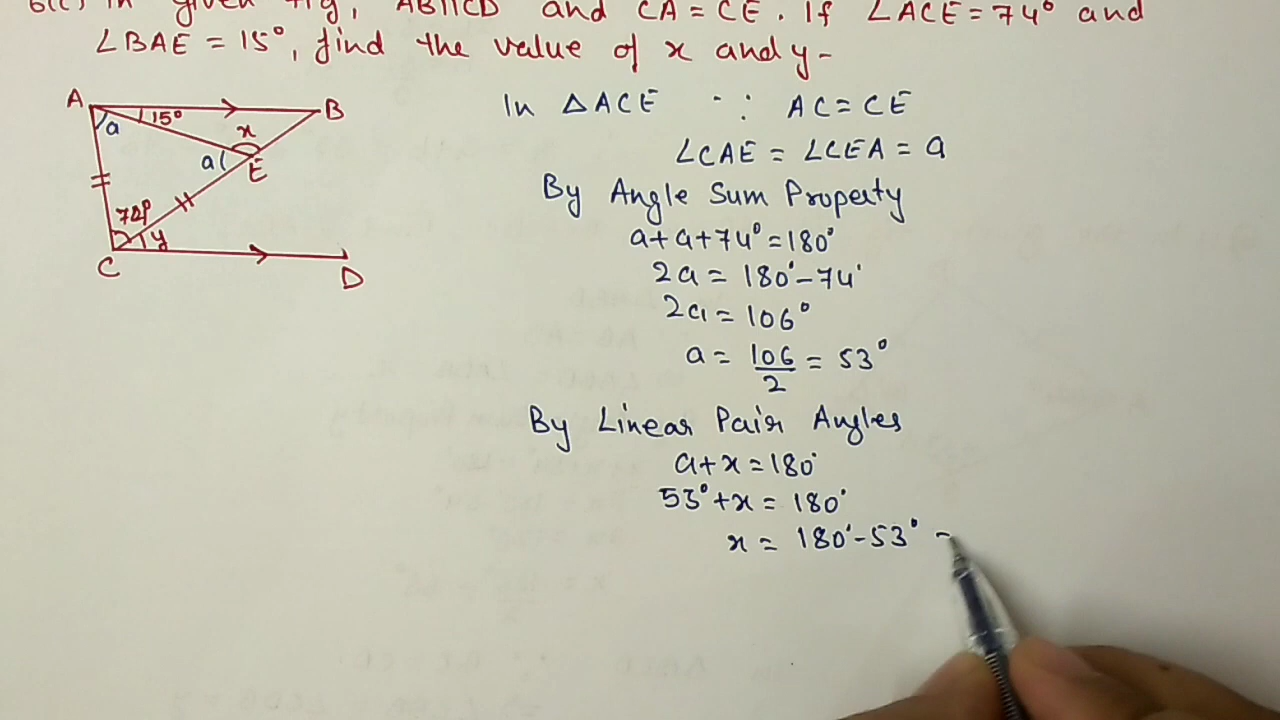 6(c) In given fig, AB||CD and CA = CE. If ∠ACE = 74° and
∠BAE = 15°, find the value of x and y -
A
B
15°
a
x
a
E
74°
y
C
D
In △ACE ∵ AC = CE
∠CAE = ∠CEA = a
By Angle Sum Property
a+a+74°=180°
2a = 180°-74°
2a = 106°
a = 106/2 = 53°
By Linear Pair Angles
a+x=180°
53°+x = 180°
x = 180°-53° =